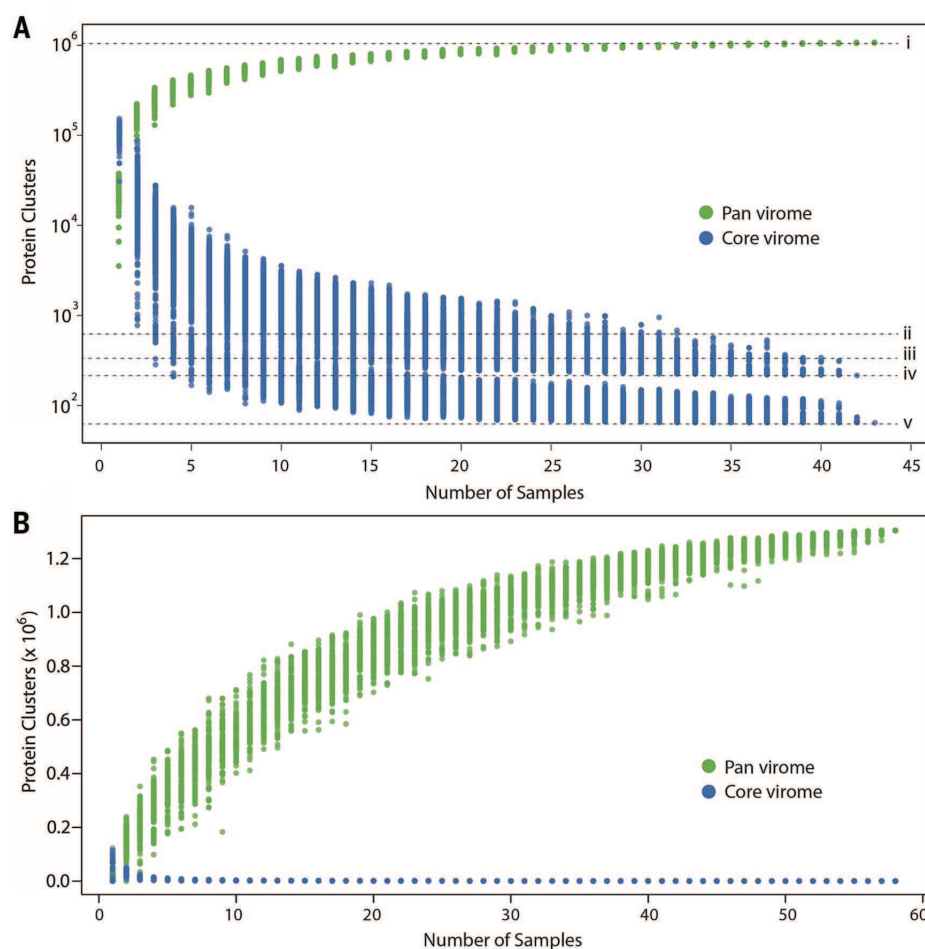 A
10⁶
10⁵
10⁴
10³
10²
Protein Clusters
i
ii
iii
iv
v
Pan virome
Core virome
0 5 10 15 20 25 30 35 40 45
Number of Samples
B
1.2
1.0
0.8
0.6
0.4
0.2
0.0
Protein Clusters (x 10⁶)
Pan virome
Core virome
0 10 20 30 40 50 60
Number of Samples